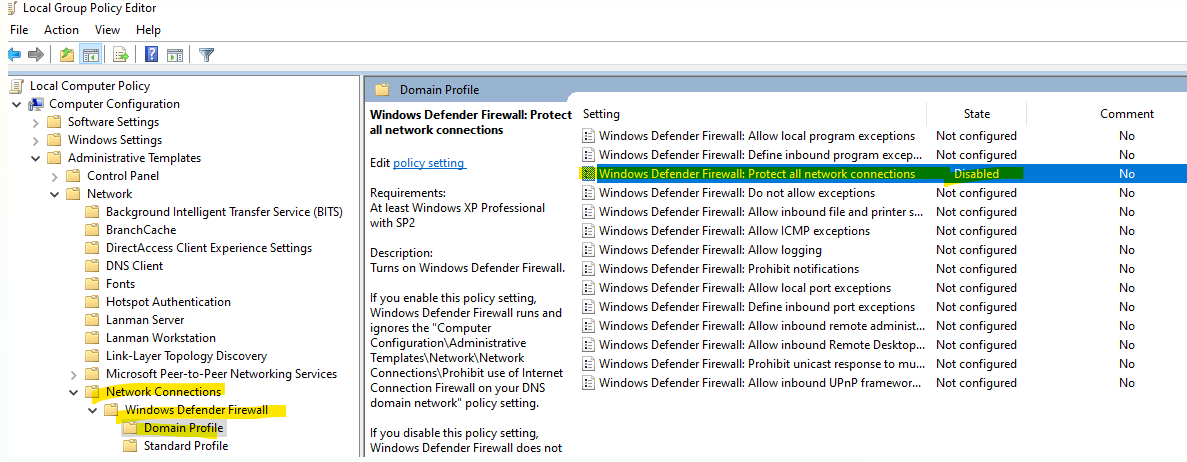 Local Group Policy Editor
File Action View Help
Local Computer Policy
Computer Configuration
Software Settings
Windows Settings
Administrative Templates
Control Panel
Network
Background Intelligent Transfer Service (BITS)
BranchCache
DirectAccess Client Experience Settings
DNS Client
Fonts
Hotspot Authentication
Lanman Server
Lanman Workstation
Link-Layer Topology Discovery
Microsoft Peer-to-Peer Networking Services
Network Connections
Windows Defender Firewall
Domain Profile
Standard Profile
Domain Profile
Windows Defender Firewall: Protect
all network connections
Edit policy setting
Requirements:
At least Windows XP Professional
with SP2
Description:
Turns on Windows Defender Firewall.
If you enable this policy setting,
Windows Defender Firewall runs and
ignores the "Computer
Configuration\Administrative
Templates\Network\Network
Connections\Prohibit use of Internet
Connection Firewall on your DNS
domain network" policy setting.
If you disable this policy setting,
Windows Defender Firewall does not
Setting State Comment
Windows Defender Firewall: Allow local program exceptions Not configured No
Windows Defender Firewall: Define inbound program excep... Not configured No
Windows Defender Firewall: Protect all network connections Disabled No
Windows Defender Firewall: Do not allow exceptions Not configured No
Windows Defender Firewall: Allow inbound file and printer s... Not configured No
Windows Defender Firewall: Allow ICMP exceptions Not configured No
Windows Defender Firewall: Allow logging Not configured No
Windows Defender Firewall: Prohibit notifications Not configured No
Windows Defender Firewall: Allow local port exceptions Not configured No
Windows Defender Firewall: Define inbound port exceptions Not configured No
Windows Defender Firewall: Allow inbound remote administ... Not configured No
Windows Defender Firewall: Allow inbound Remote Desktop... Not configured No
Windows Defender Firewall: Prohibit unicast response to mu... Not configured No
Windows Defender Firewall: Allow inbound UPnP framewor... Not configured No